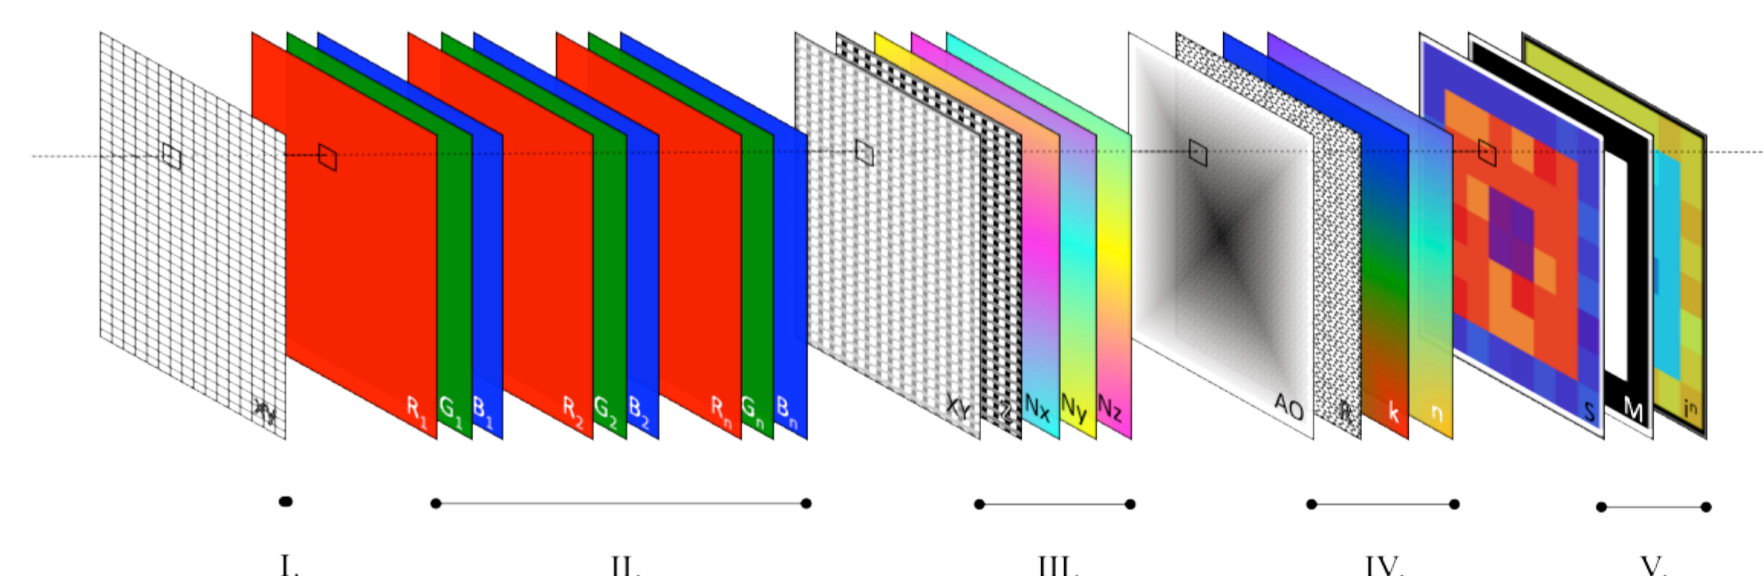 xy R₁ G₁ B₁ R₂ G₂ B₂ Rₙ Gₙ Bₙ XY Z Nx Ny Nz AO R k n S M iⁿ
I. II. III. IV. V.